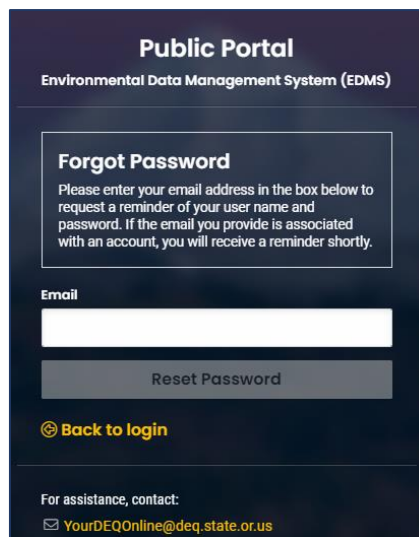 Public Portal
Environmental Data Management System (EDMS)
Forgot Password
Please enter your email address in the box below to
request a reminder of your user name and
password. If the email you provide is associated
with an account, you will receive a reminder shortly.
Email
Reset Password
Back to login
For assistance, contact:
YourDEQOnline@deq.state.or.us